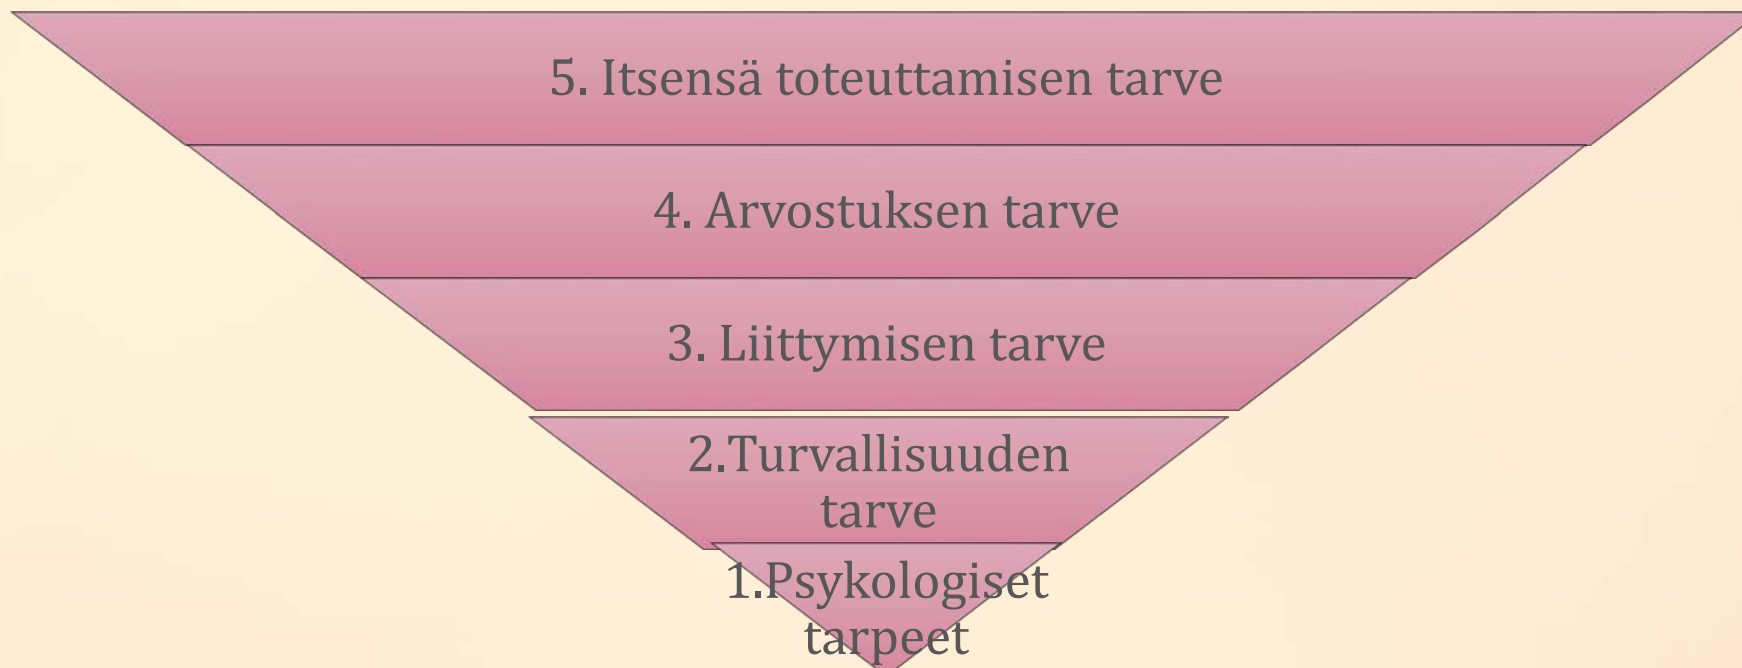 5. Itsensä toteuttamisen tarve
4. Arvostuksen tarve
3. Liittymisen tarve
2.Turvallisuuden
tarve
1.Psykologiset
tarpeet